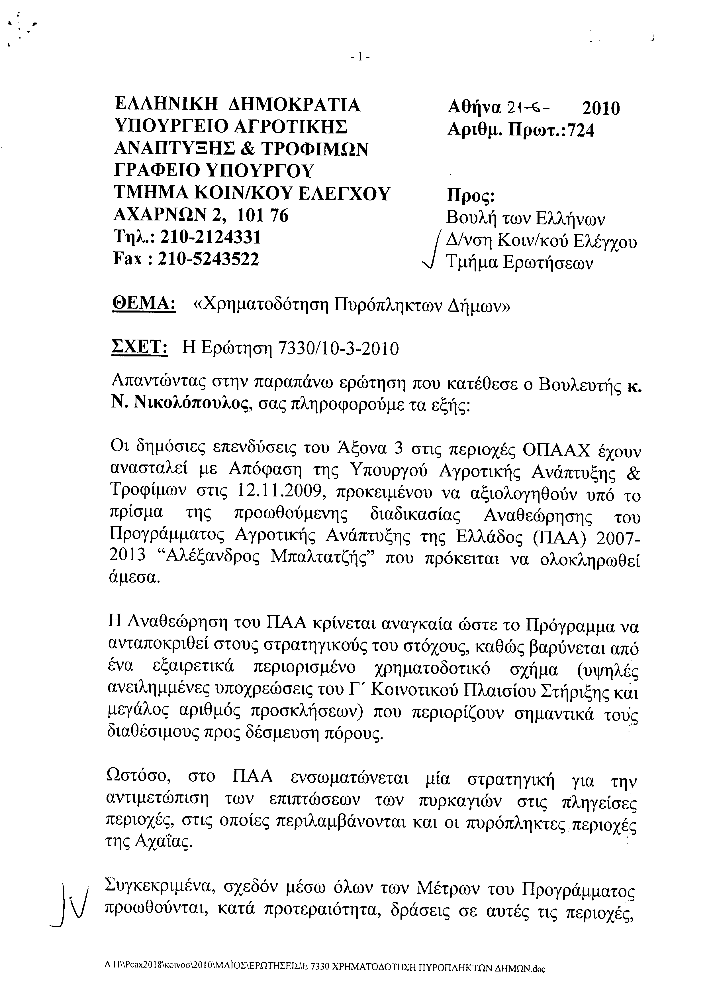 - 1 -
ΕΛΛΗΝΙΚΗ ΔΗΜΟΚΡΑΤΙΑ
ΥΠΟΥΡΓΕΙΟ ΑΓΡΟΤΙΚΗΣ
ΑΝΑΠΤΥΞΗΣ & ΤΡΟΦΙΜΩΝ
ΓΡΑΦΕΙΟ ΥΠΟΥΡΓΟΥ
ΤΜΗΜΑ ΚΟΙΝ/ΚΟΥ ΕΛΕΓΧΟΥ
ΑΧΑΡΝΩΝ 2, 101 76
Τηλ.: 210-2124331
Fax : 210-5243522
Αθήνα 21-6- 2010
Αριθμ. Πρωτ.:724
Προς:
Βουλή των Ελλήνων
Δ/νση Κοιν/κού Ελέγχου
Τμήμα Ερωτήσεων
ΘΕΜΑ: «Χρηματοδότηση Πυρόπληκτων Δήμων»
ΣΧΕΤ: Η Ερώτηση 7330/10-3-2010
Απαντώντας στην παραπάνω ερώτηση που κατέθεσε ο Βουλευτής κ.
Ν. Νικολόπουλος, σας πληροφορούμε τα εξής:
Οι δημόσιες επενδύσεις του Άξονα 3 στις περιοχές ΟΠΑΑΧ έχουν
ανασταλεί με Απόφαση της Υπουργού Αγροτικής Ανάπτυξης &
Τροφίμων στις 12.11.2009, προκειμένου να αξιολογηθούν υπό το
πρίσμα της προωθούμενης διαδικασίας Αναθεώρησης του
Προγράμματος Αγροτικής Ανάπτυξης της Ελλάδος (ΠΑΑ) 2007-
2013 “Αλέξανδρος Μπαλτατζής” που πρόκειται να ολοκληρωθεί
άμεσα.
Η Αναθεώρηση του ΠΑΑ κρίνεται αναγκαία ώστε το Πρόγραμμα να
ανταποκριθεί στους στρατηγικούς του στόχους, καθώς βαρύνεται από
ένα εξαιρετικά περιορισμένο χρηματοδοτικό σχήμα (υψηλές
ανειλημμένες υποχρεώσεις του Γ΄ Κοινοτικού Πλαισίου Στήριξης και
μεγάλος αριθμός προσκλήσεων) που περιορίζουν σημαντικά τους
διαθέσιμους προς δέσμευση πόρους.
Ωστόσο, στο ΠΑΑ ενσωματώνεται μία στρατηγική για την
αντιμετώπιση των επιπτώσεων των πυρκαγιών στις πληγείσες
περιοχές, στις οποίες περιλαμβάνονται και οι πυρόπληκτες περιοχές
της Αχαΐας.
Συγκεκριμένα, σχεδόν μέσω όλων των Μέτρων του Προγράμματος
προωθούνται, κατά προτεραιότητα, δράσεις σε αυτές τις περιοχές,
Α.Π\\Pcax2018\κοινοσ\2010\ΜΑΪΟΣ\ΕΡΩΤΗΣΕΙΣ\Ε 7330 ΧΡΗΜΑΤΟΔΟΤΗΣΗ ΠΥΡΟΠΛΗΚΤΩΝ ΔΗΜΩΝ.doc